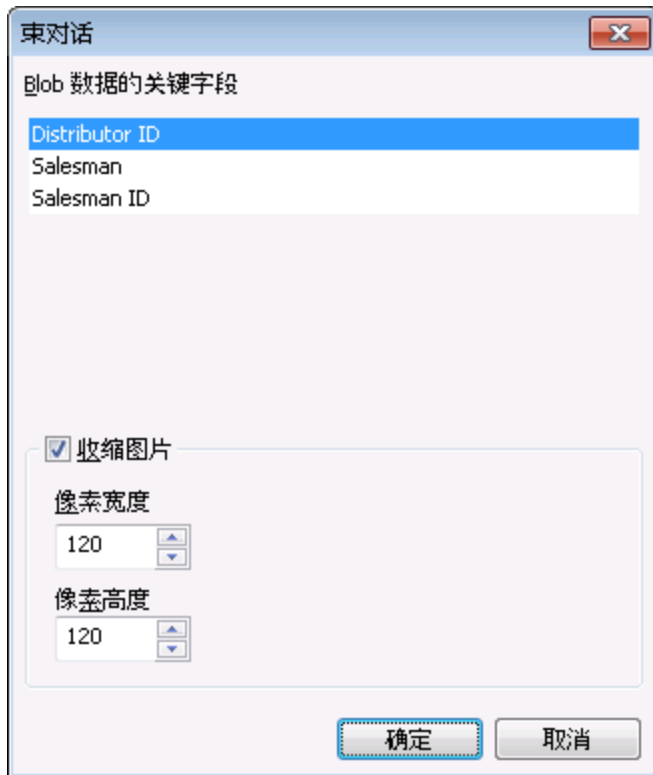 束对话
Blob 数据的关键字段
Distributor ID
Salesman
Salesman ID
收缩图片
像素宽度
120
像素高度
120
确定 取消